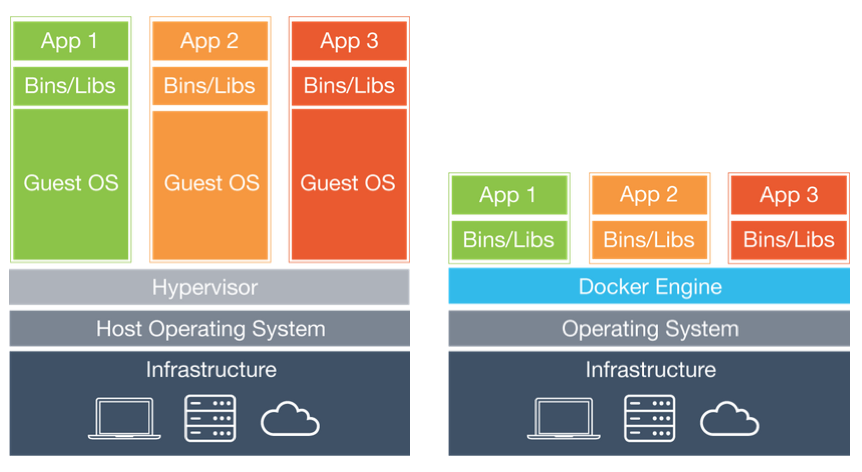 App 1
App 2
App 3
Bins/Libs
Bins/Libs
Bins/Libs
Guest OS
Guest OS
Guest OS
Hypervisor
Host Operating System
Infrastructure
App 1
App 2
App 3
Bins/Libs
Bins/Libs
Bins/Libs
Docker Engine
Operating System
Infrastructure